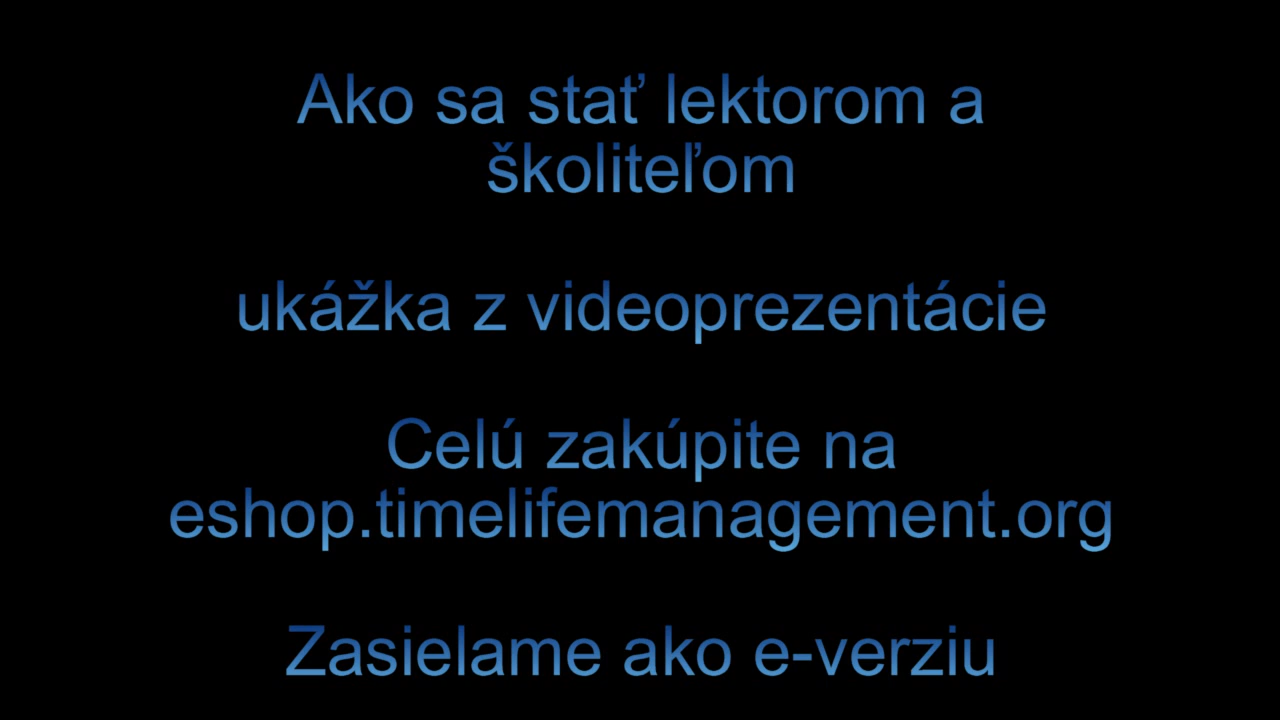 Ako sa stať lektorom a
školiteľom
ukážka z videoprezentácie
Celú zakúpite na
eshop.timelifemanagement.org
Zasielame ako e-verziu